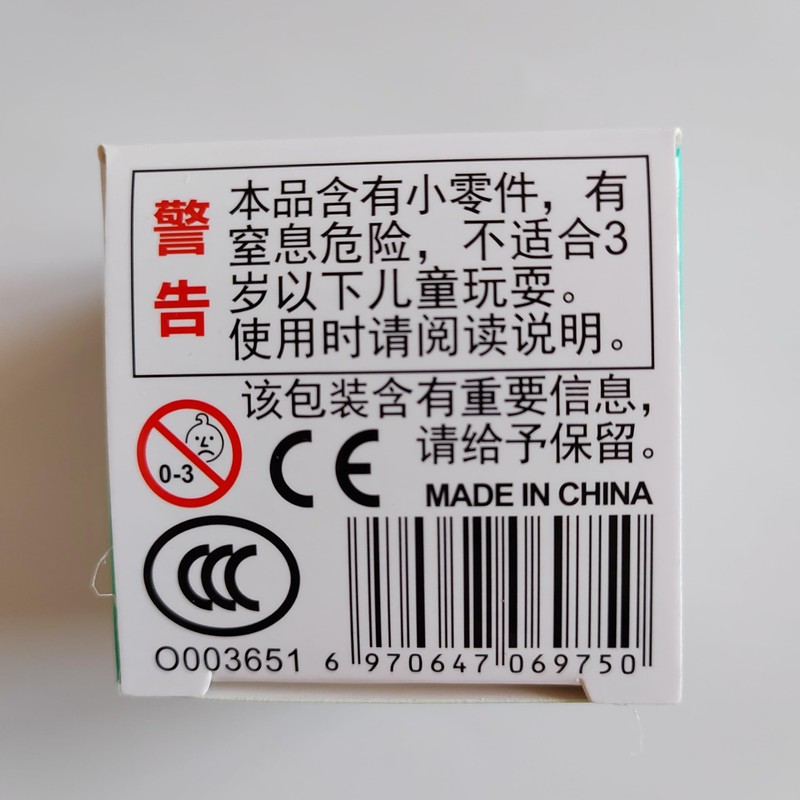 警告
本品含有小零件，有
窒息危险，不适合3
岁以下儿童玩耍。
使用时请阅读说明。
该包装含有重要信息，
请给予保留。
0-3
CE
MADE IN CHINA
CCC
O003651
6 970647 069750